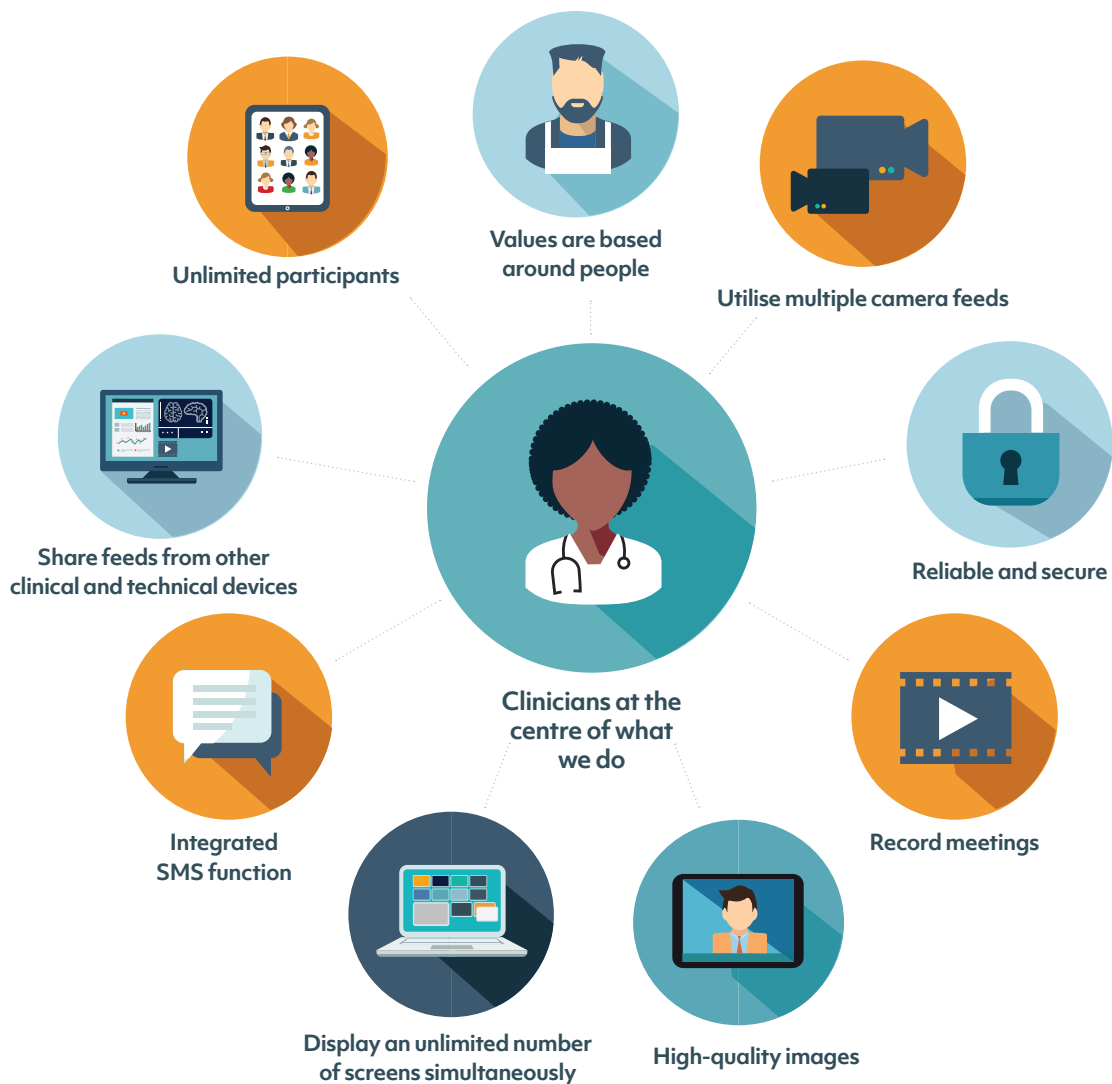 Values are based
around people
Unlimited participants
Utilise multiple camera feeds
Share feeds from other
clinical and technical devices
Reliable and secure
Clinicians at the
centre of what
we do
Integrated
SMS function
Record meetings
Display an unlimited number
of screens simultaneously
High-quality images